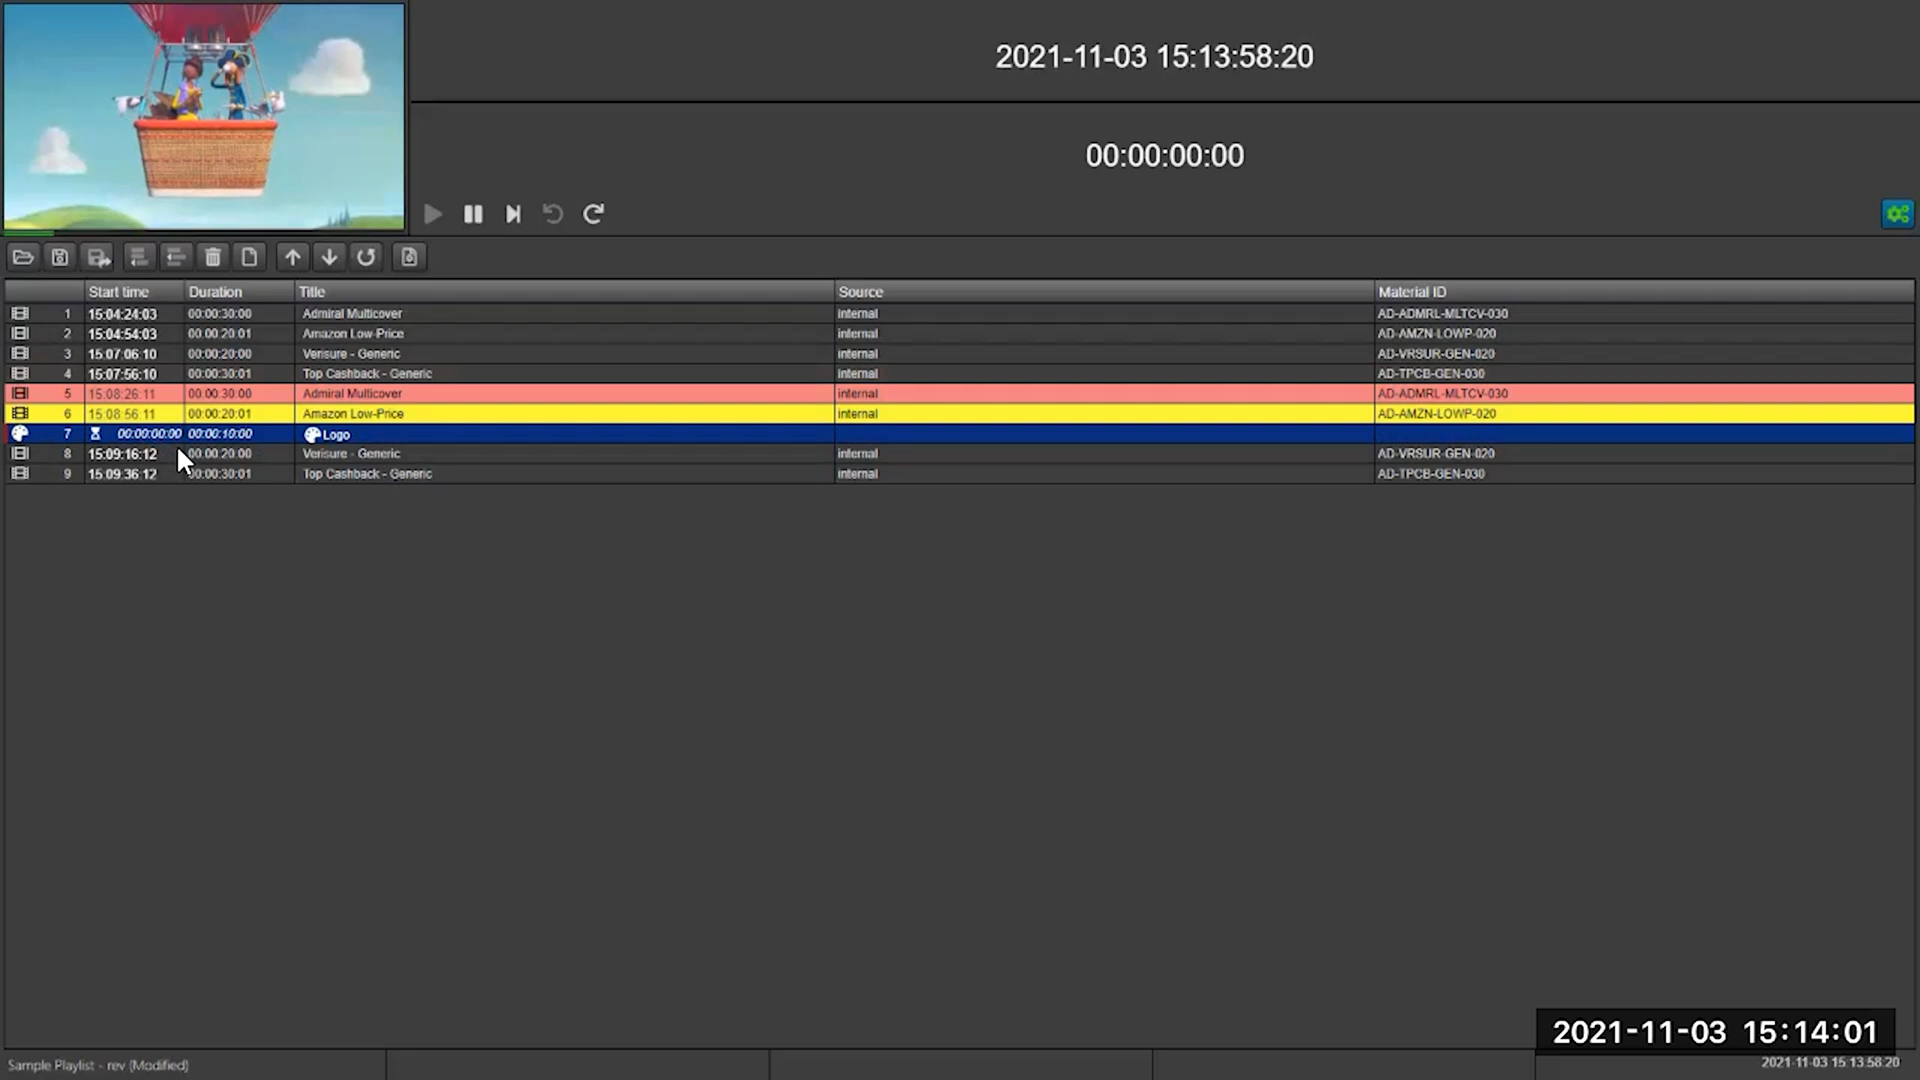 2021-11-03 15:13:58:20
00:00:00:00
Start time Duration Title Source Material ID
1 15:04:24:03 00:00:30:00 Admiral Multicover internal AD-ADMRL-MLTCV-030
2 15:04:54:03 00:00:20:01 Amazon Low-Price internal AD-AMZN-LOWP-020
3 15:07:06:10 00:00:20:00 Verisure - Generic internal AD-VRSUR-GEN-020
4 15:07:56:10 00:00:30:01 Top Cashback - Generic internal AD-TPCB-GEN-030
5 15:08:26:11 00:00:30:00 Admiral Multicover internal AD-ADMRL-MLTCV-030
6 15:08:56:11 00:00:20:01 Amazon Low-Price internal AD-AMZN-LOWP-020
7 00:00:00:00 00:00:10:00 Logo
8 15:09:16:12 00:00:20:00 Verisure - Generic internal AD-VRSUR-GEN-020
9 15:09:36:12 00:00:30:01 Top Cashback - Generic internal AD-TPCB-GEN-030
2021-11-03 15:14:01
Sample Playlist - rev (Modified) 2021-11-03 15:13:58:20